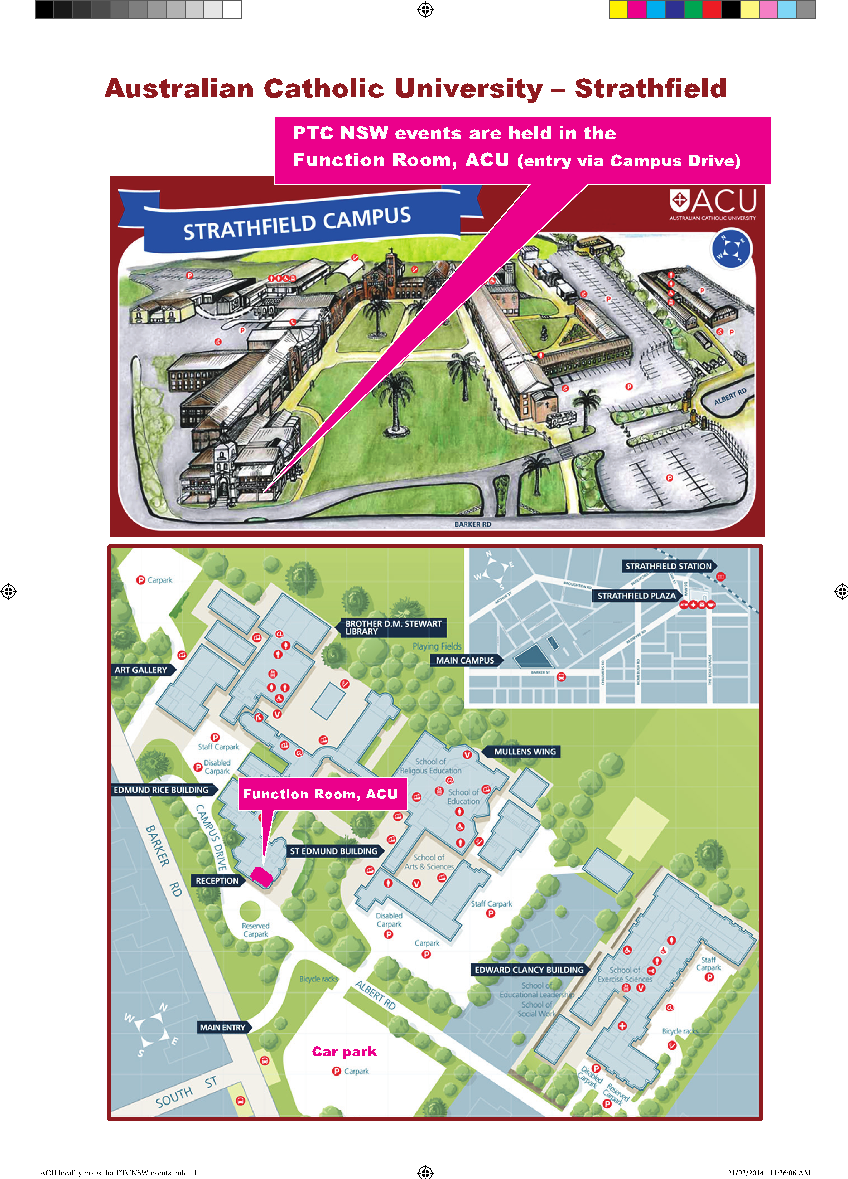 Australian Catholic University – Strathfield
PTC NSW events are held in the
Function Room, ACU (entry via Campus Drive)
STRATHFIELD CAMPUS
ACU
AUSTRALIAN CATHOLIC UNIVERSITY
N
E
S
W
ALBERT RD
BARKER RD
Carpark
BROTHER D.M. STEWART
LIBRARY
Playing Fields
ART GALLERY
STRATHFIELD STATION
STRATHFIELD PLAZA
MAIN CAMPUS
BARKER ST
Staff Carpark
Disabled
Carpark
MULLENS WING
School of
Religious Education
School of
Education
EDMUND RICE BUILDING
Function Room, ACU
CAMPUS DRIVE
BARKER RD
ST EDMUND BUILDING
School of
Arts & Sciences
RECEPTION
Reserved
Carpark
Disabled
Carpark
Staff Carpark
Carpark
EDWARD CLANCY BUILDING
School of
Exercise Sciences
School of
Educational Leadership
School of
Social Work
Staff
Carpark
Bicycle racks
ALBERT RD
MAIN ENTRY
N
E
S
W
Car park
Carpark
Bicycle racks
SOUTH ST
Disabled
Carpark
Reserved
Carpark